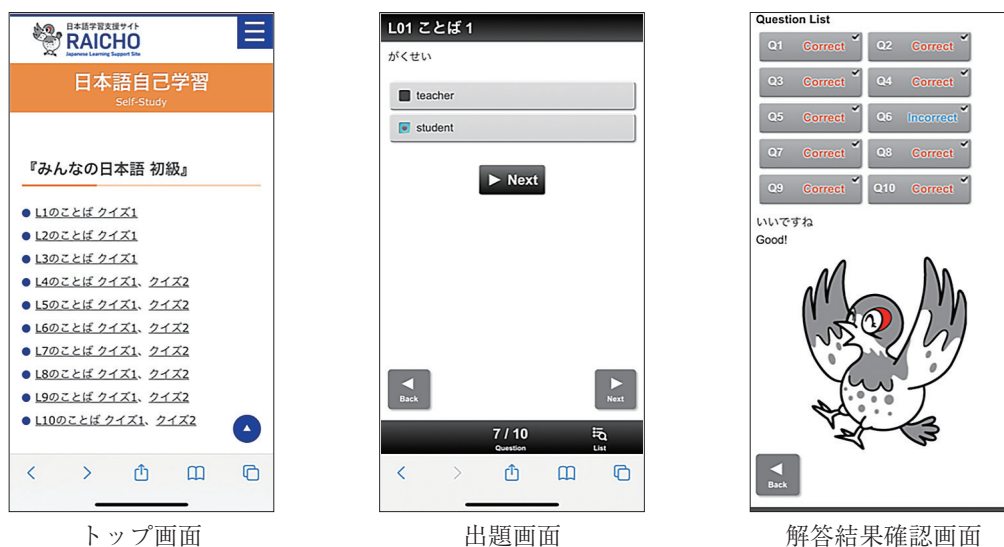 日本語学習支援サイト
RAICHO
Japanese Learning Support Site
日本語自己学習
Self-Study
『みんなの日本語 初級』
L1のことば クイズ1
L2のことば クイズ1
L3のことば クイズ1
L4のことば クイズ1、クイズ2
L5のことば クイズ1、クイズ2
L6のことば クイズ1、クイズ2
L7のことば クイズ1、クイズ2
L8のことば クイズ1、クイズ2
L9のことば クイズ1、クイズ2
L10のことば クイズ1、クイズ2
トップ画面
L01 ことば 1
がくせい
teacher
student
Next
Back
Next
7 / 10
Question
List
出題画面
Question List
Q1 Correct Q2 Correct
Q3 Correct Q4 Correct
Q5 Correct Q6 Incorrect
Q7 Correct Q8 Correct
Q9 Correct Q10 Correct
いいですね
Good!
Back
解答結果確認画面